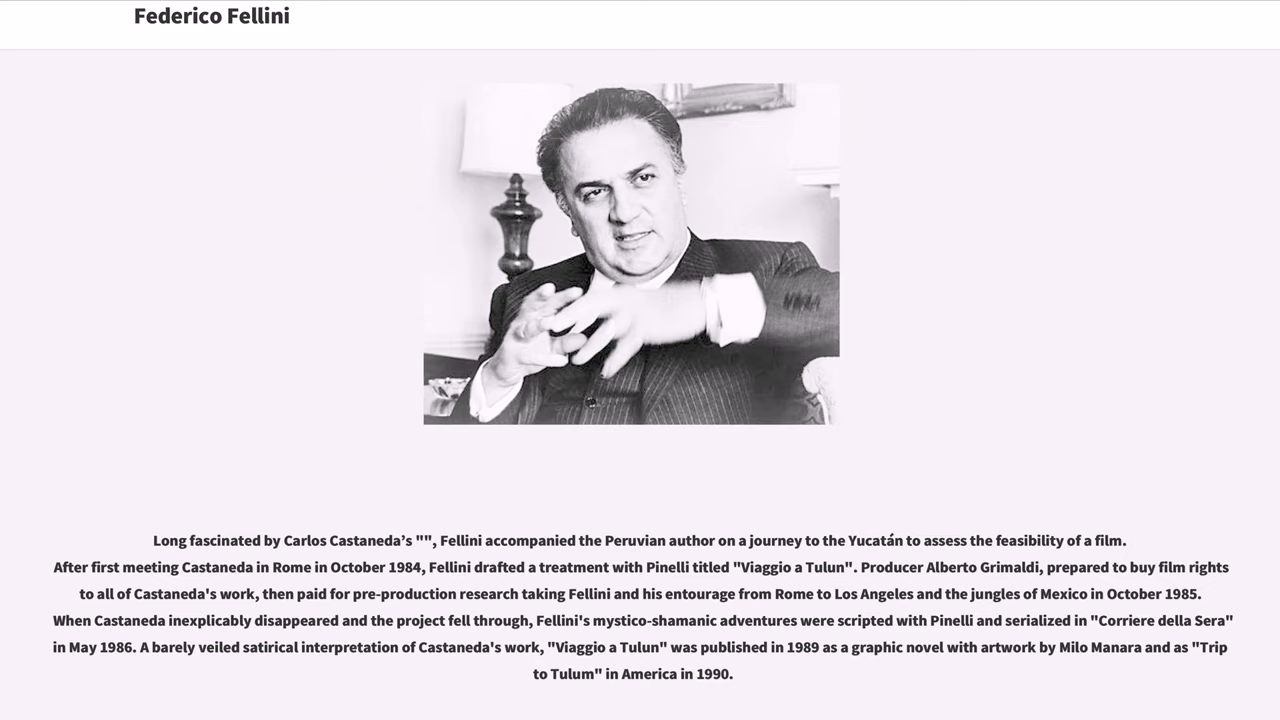 Federico Fellini
Long fascinated by Carlos Castaneda’s "", Fellini accompanied the Peruvian author on a journey to the Yucatán to assess the feasibility of a film.
After first meeting Castaneda in Rome in October 1984, Fellini drafted a treatment with Pinelli titled "Viaggio a Tulun". Producer Alberto Grimaldi, prepared to buy film rights
to all of Castaneda's work, then paid for pre-production research taking Fellini and his entourage from Rome to Los Angeles and the jungles of Mexico in October 1985.
When Castaneda inexplicably disappeared and the project fell through, Fellini's mystico-shamanic adventures were scripted with Pinelli and serialized in "Corriere della Sera"
in May 1986. A barely veiled satirical interpretation of Castaneda's work, "Viaggio a Tulun" was published in 1989 as a graphic novel with artwork by Milo Manara and as "Trip
to Tulum" in America in 1990.